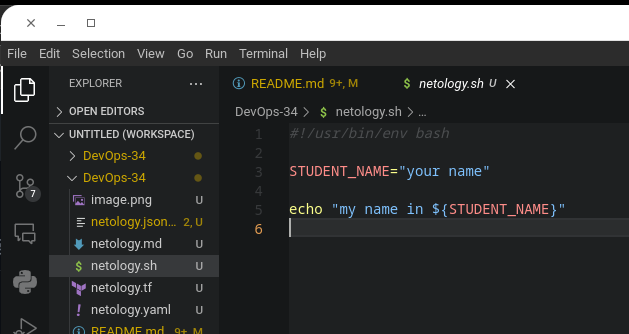 File Edit Selection View Go Run Terminal Help
EXPLORER ...
README.md 9+, M
netology.sh U
OPEN EDITORS
DevOps-34 > netology.sh > ...
UNTITLED (WORKSPACE)
DevOps-34
DevOps-34
image.png U
netology.json... 2, U
netology.md U
netology.sh U
netology.tf U
netology.yaml U
README.md 9+, M
7
1 #!/usr/bin/env bash
2
3 STUDENT_NAME="your name"
4
5 echo "my name in ${STUDENT_NAME}"
6